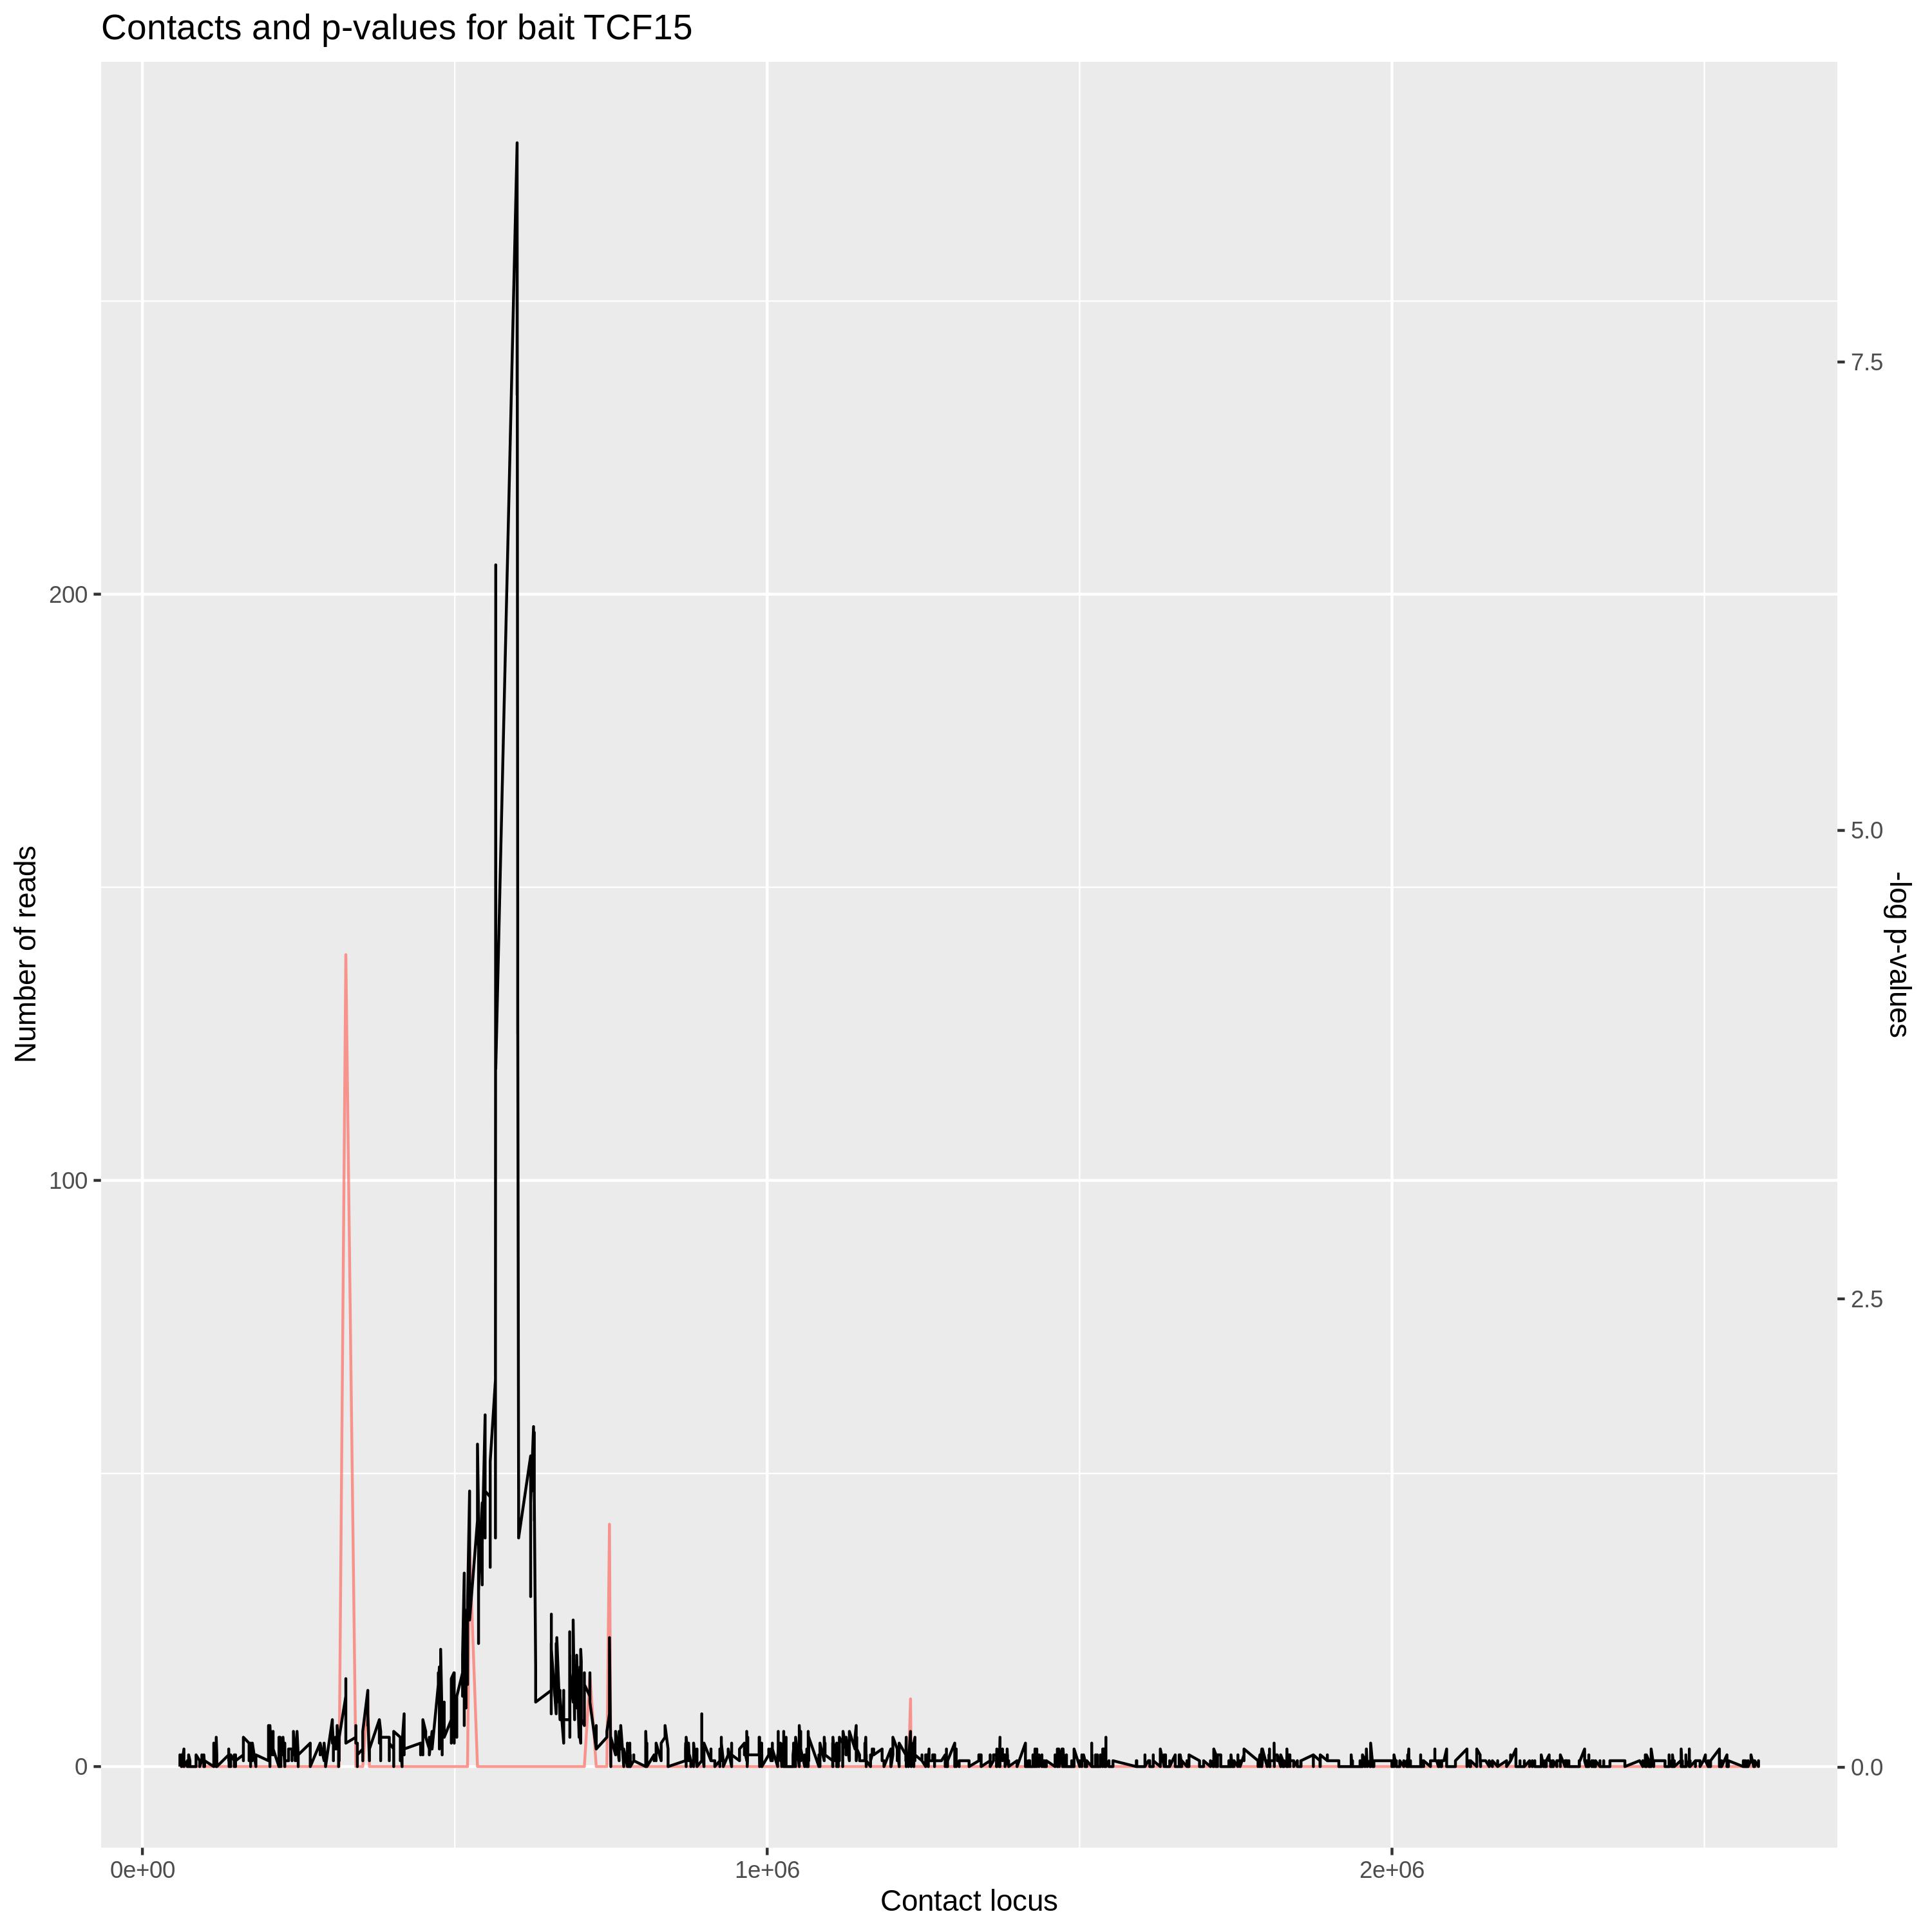 Contacts and p-values for bait TCF15
Number of reads
200
100
0
7.5
5.0
2.5
0.0
-log p-values
0e+00
1e+06
2e+06
Contact locus